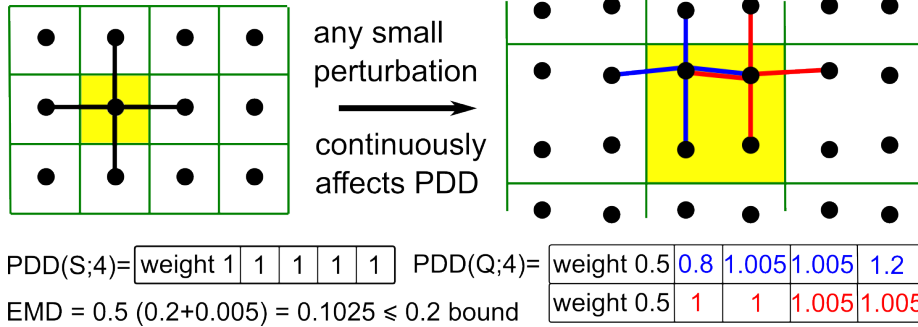 any small
perturbation
continuously
affects PDD
PDD(S;4)= weight 1 1 1 1 1
PDD(Q;4)= weight 0.5 0.8 1.005 1.005 1.2
weight 0.5 1 1 1.005 1.005
EMD = 0.5 (0.2+0.005) = 0.1025 ⩽ 0.2 bound